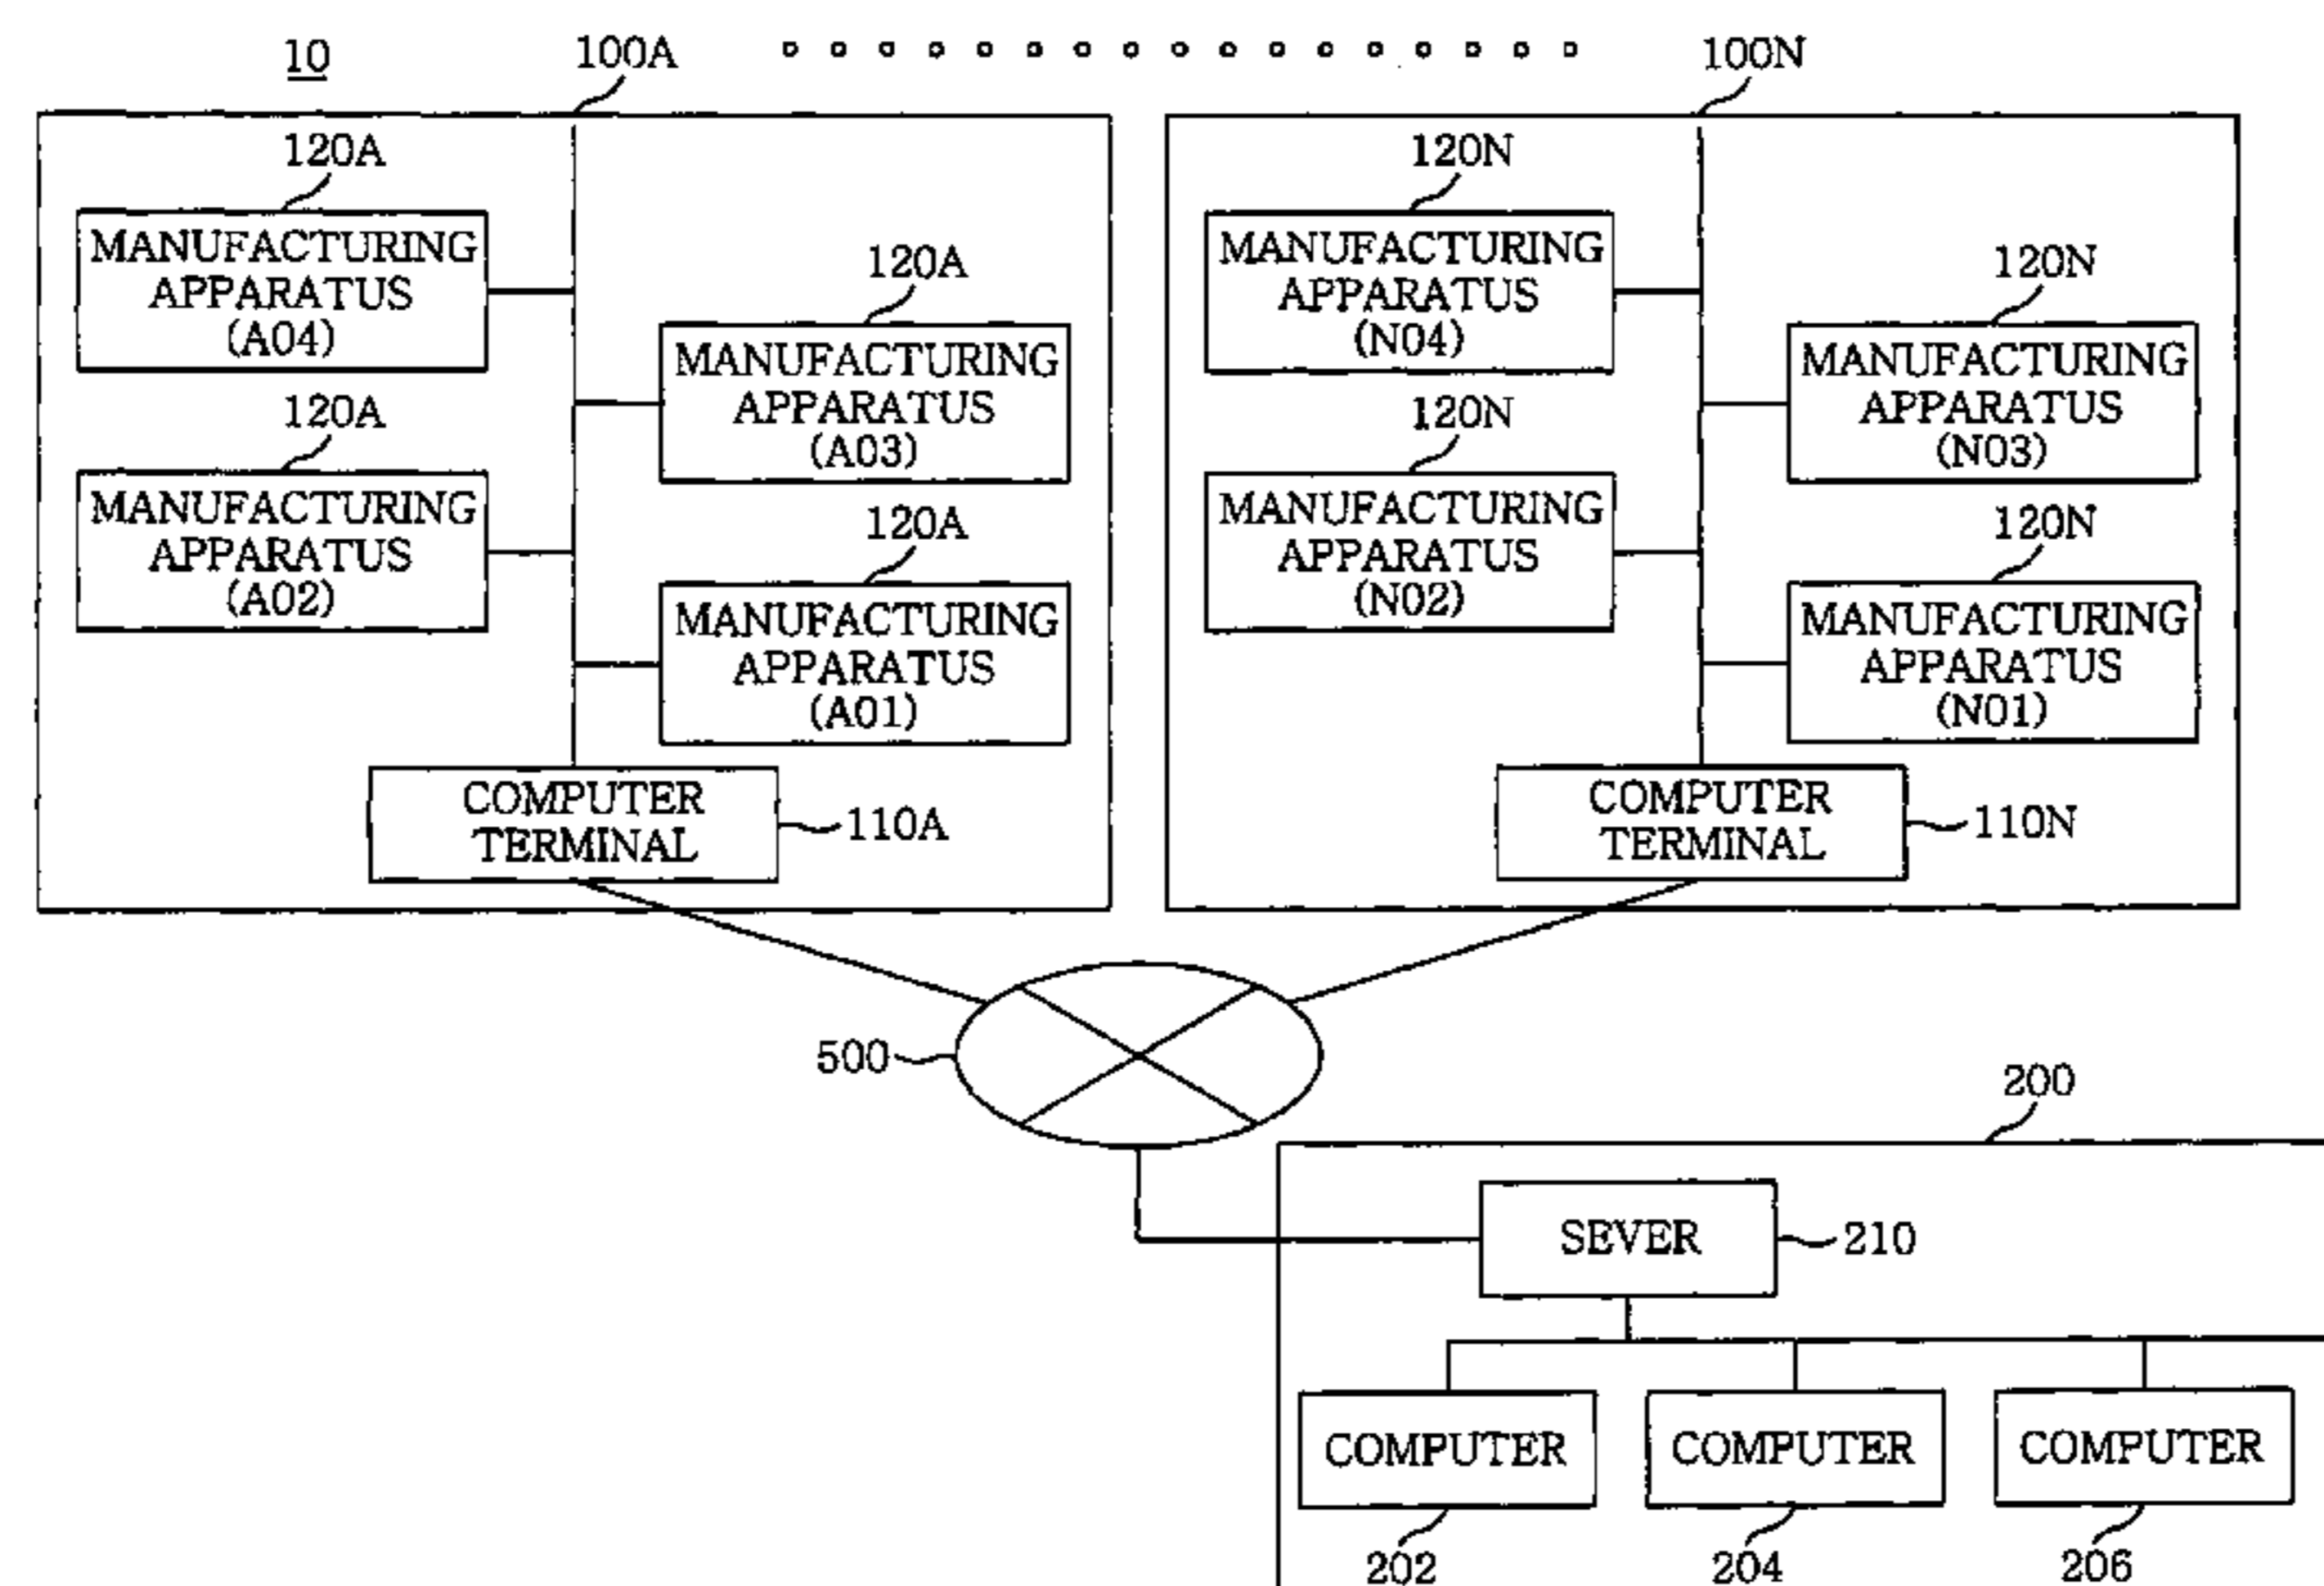 10
100A
100N
120A
MANUFACTURING
APPARATUS
(A04)
120A
MANUFACTURING
APPARATUS
(A03)
120A
MANUFACTURING
APPARATUS
(A02)
120A
MANUFACTURING
APPARATUS
(A01)
COMPUTER
TERMINAL
110A
120N
MANUFACTURING
APPARATUS
(N04)
120N
MANUFACTURING
APPARATUS
(N03)
120N
MANUFACTURING
APPARATUS
(N02)
120N
MANUFACTURING
APPARATUS
(N01)
COMPUTER
TERMINAL
110N
500
200
SEVER
210
COMPUTER
COMPUTER
COMPUTER
202
204
206